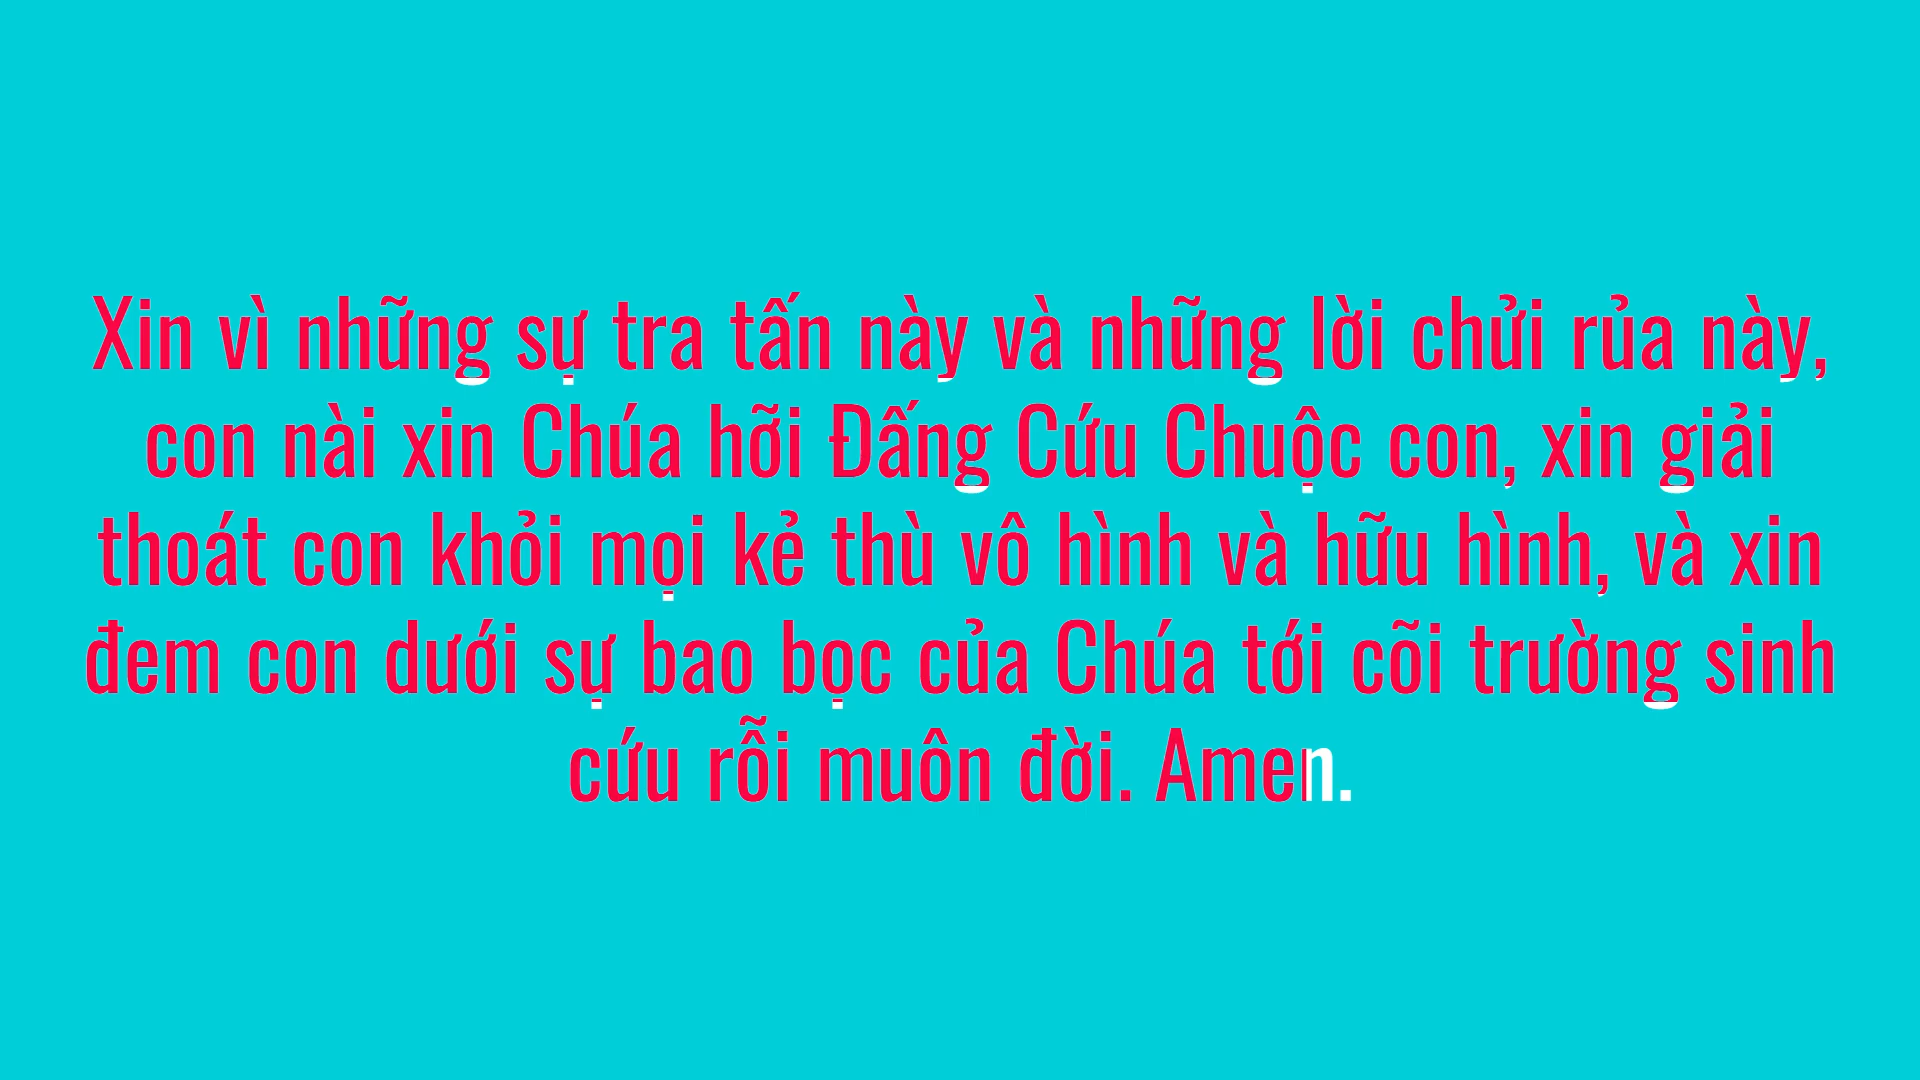 Xin vì những sự tra tấn này và những lời chửi rủa này,
con nài xin Chúa hỡi Đấng Cứu Chuộc con, xin giải
thoát con khỏi mọi kẻ thù vô hình và hữu hình, và xin
đem con dưới sự bao bọc của Chúa tới cõi trường sinh
cứu rỗi muôn đời. Amen.